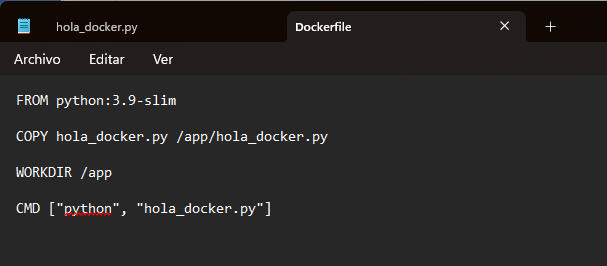 hola_docker.py
Dockerfile
Archivo Editar Ver
FROM python:3.9-slim
COPY hola_docker.py /app/hola_docker.py
WORKDIR /app
CMD ["python", "hola_docker.py"]